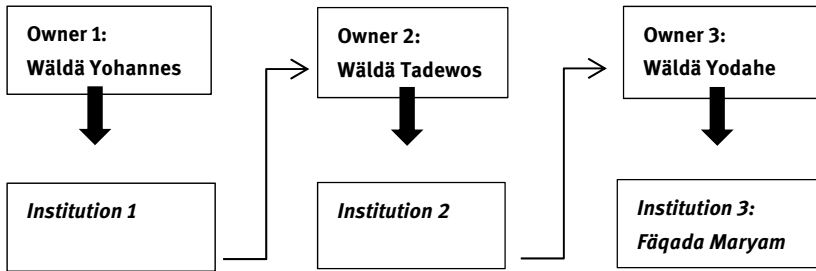 Owner 1:
Wäldä Yohannes
Owner 2:
Wäldä Tadewos
Owner 3:
Wäldä Yodahe
Institution 1
Institution 2
Institution 3:
Fäqada Maryam